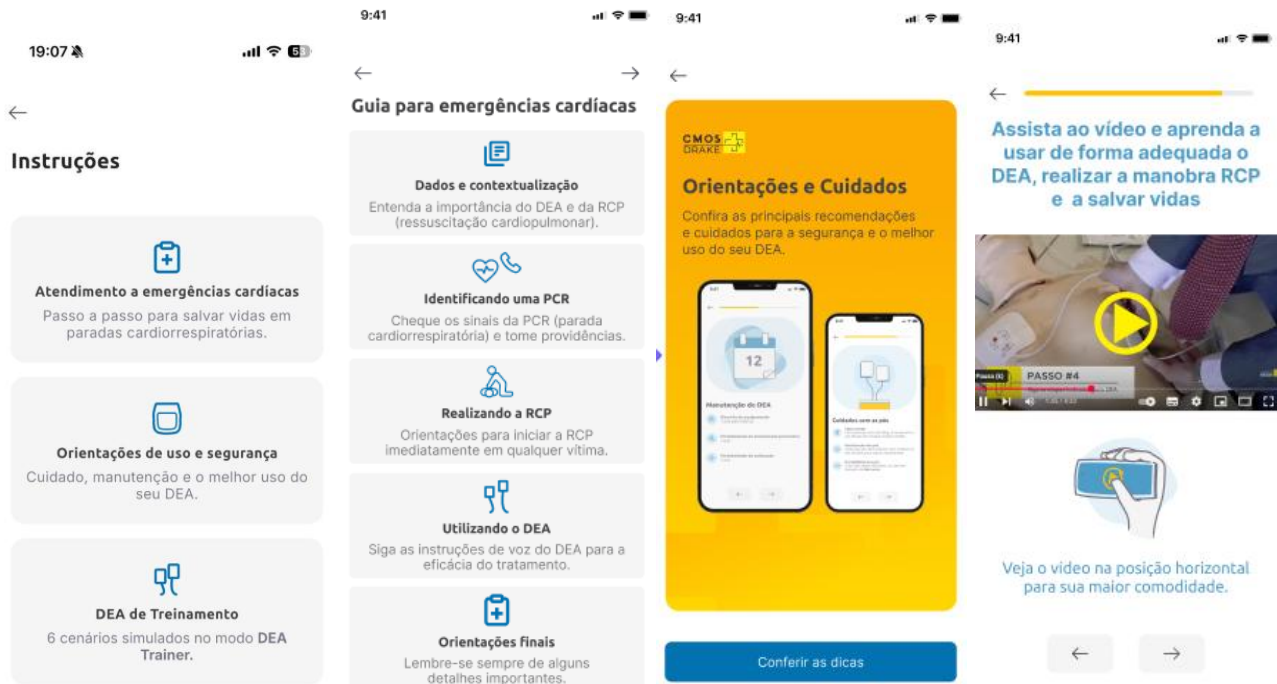 19:07
Instruções
Atendimento a emergências cardíacas
Passo a passo para salvar vidas em
paradas cardiorrespiratórias.
Orientações de uso e segurança
Cuidado, manutenção e o melhor uso do
seu DEA.
DEA de Treinamento
6 cenários simulados no modo DEA
Trainer.
9:41
Guia para emergências cardíacas
Dados e contextualização
Entenda a importância do DEA e da RCP
(ressuscitação cardiopulmonar).
Identificando uma PCR
Cheque os sinais da PCR (parada
cardiorrespiratória) e tome providências.
Realizando a RCP
Orientações para iniciar a RCP
imediatamente em qualquer vítima.
Utilizando o DEA
Siga as instruções de voz do DEA para a
eficácia do tratamento.
Orientações finais
Lembre-se sempre de alguns
detalhes importantes.
9:41
CMOS
DRAKE
Orientações e Cuidados
Confira as principais recomendações
e cuidados para a segurança e o melhor
uso do seu DEA.
12
Manutenção do DEA
Cuidados com as pás
Conferir as dicas
9:41
Assista ao vídeo e aprenda a
usar de forma adequada o
DEA, realizar a manobra RCP
e a salvar vidas
PASSO #4
Veja o vídeo na posição horizontal
para sua maior comodidade.